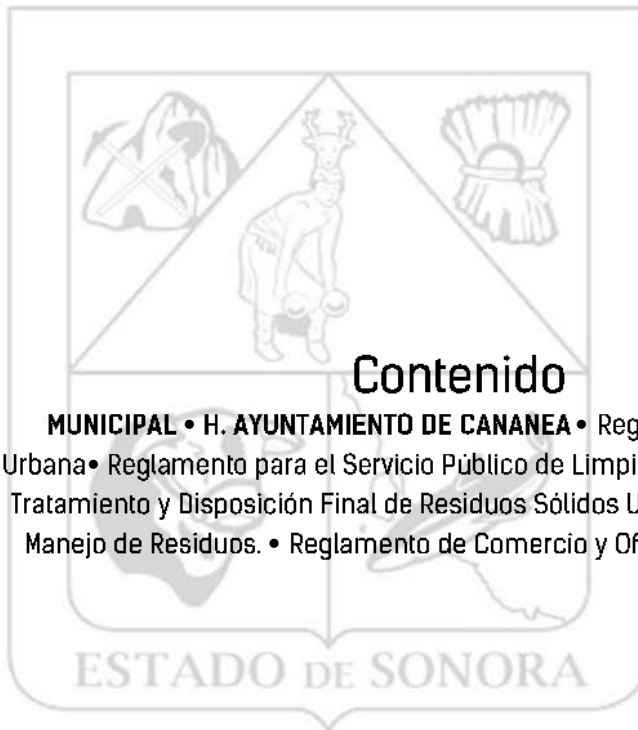 Contenido
MUNICIPAL • H. AYUNTAMIENTO DE CANANEA • Reg
Urbana• Reglamento para el Servicio Público de Limpi
Tratamiento y Disposición Final de Residuos Sólidos U
Manejo de Residuos. • Reglamento de Comercio y Of
ESTADO DE SONORA